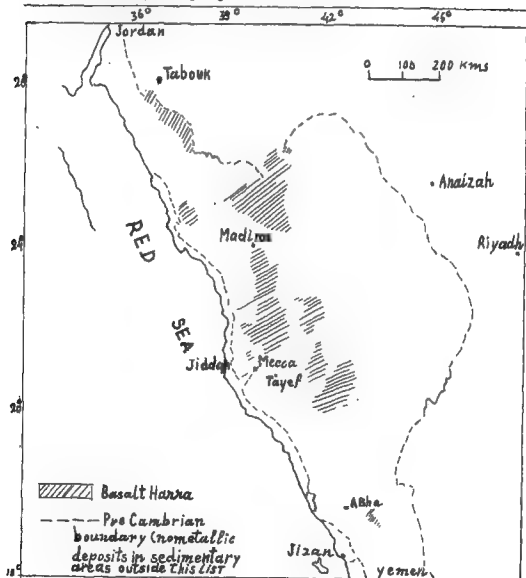 36° 39° 42° 45°
Jordan
Tabouk
0 100 200 Kms
28°
Anaizah
Madina
24°
Riyadh
RED
SEA
Jiddah
Mecca
Tayef
20°
Basalt Harra
Abha
Pre Cambrian
boundary (nometallic
deposits in sedimentary
areas outside this list
Jizan
yemen